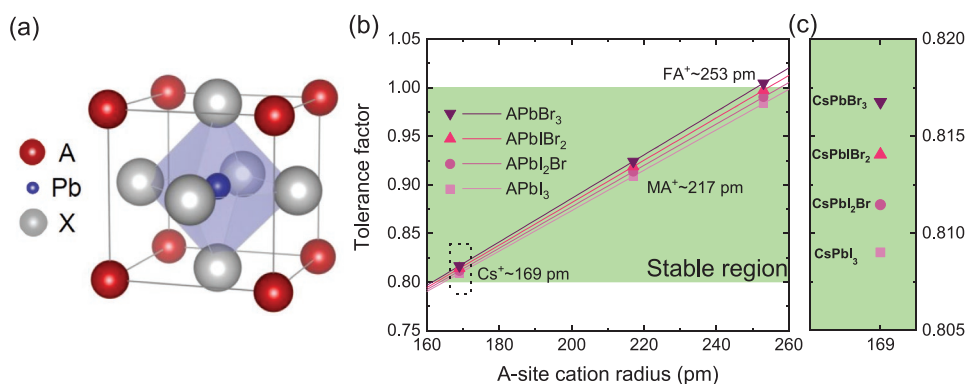 (a)
A
Pb
X
(b)
Tolerance factor
1.05
1.00
0.95
0.90
0.85
0.80
0.75
APbBr₃
APbIBr₂
APbI₂Br
APbI₃
FA⁺~253 pm
MA⁺~217 pm
Cs⁺~169 pm
Stable region
160
180
200
220
240
260
A-site cation radius (pm)
(c)
CsPbBr₃
CsPbIBr₂
CsPbI₂Br
CsPbI₃
0.820
0.815
0.810
0.805
169